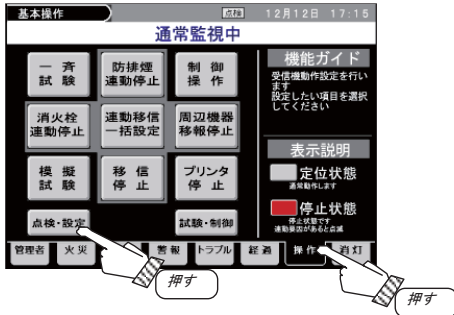 基本操作
点検
12月12日 17:15
通常監視中
一斉
試験
防排煙
連動停止
制御
操作
消火栓
連動停止
連動移信
一括設定
周辺機器
移報停止
模擬
試験
移信
停止
プリンタ
停止
点検・設定
試験・制御
機能ガイド
受信機動作設定を行い
ます
設定したい項目を選択
してください
表示説明
定位状態
通常動作します
停止状態
停止状態です
連動要因があると点滅
管理者
火災
警報
トラブル
経過
操作
消灯
押す
押す